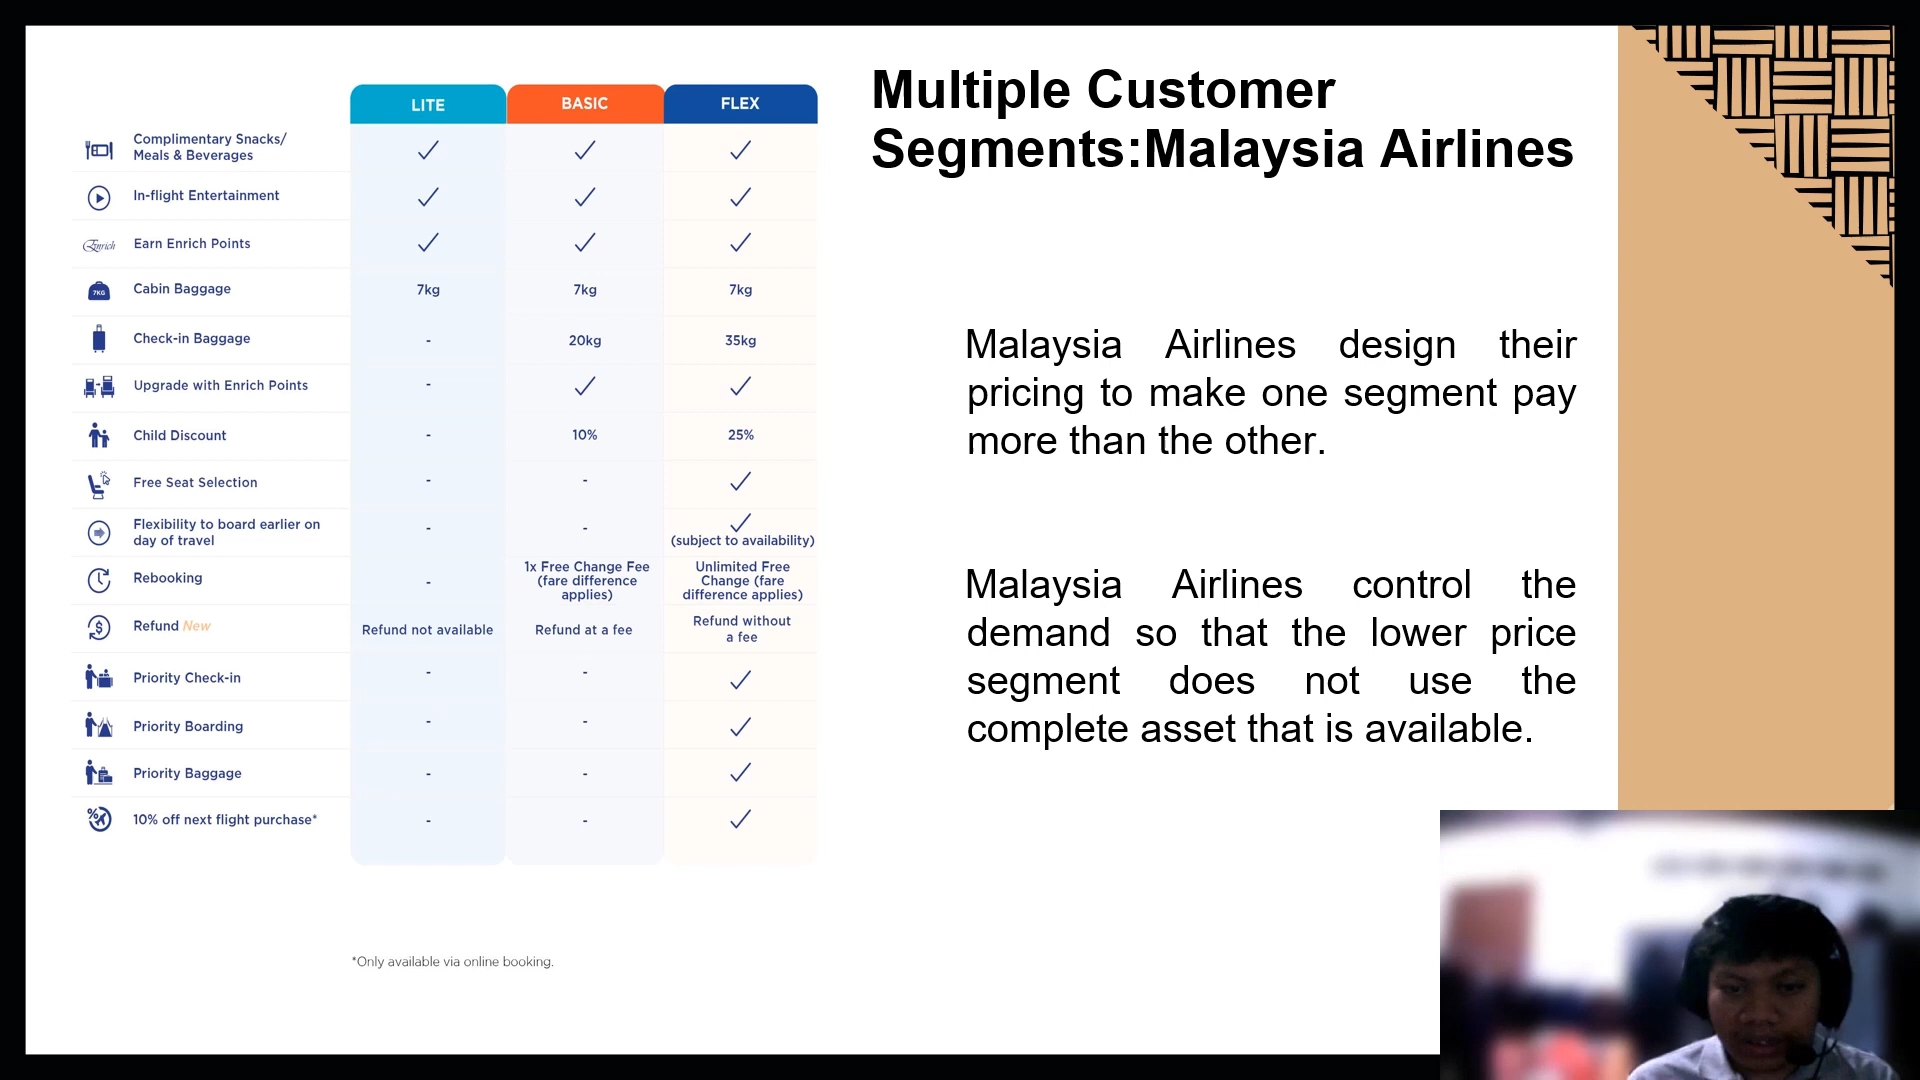 Multiple Customer
Segments:Malaysia Airlines
LITE BASIC FLEX
Complimentary Snacks/
Meals & Beverages
In-flight Entertainment
Enrich Earn Enrich Points
7KG Cabin Baggage 7kg 7kg 7kg
Check-in Baggage - 20kg 35kg
Upgrade with Enrich Points -
Child Discount - 10% 25%
Free Seat Selection - -
Flexibility to board earlier on
day of travel - - (subject to availability)
Rebooking - 1x Free Change Fee
(fare difference
applies)
Unlimited Free
Change (fare
difference applies)
Refund New Refund not available Refund at a fee Refund without
a fee
Priority Check-in - -
Priority Boarding - -
Priority Baggage - -
10% off next flight purchase* - -
*Only available via online booking.
Malaysia Airlines design their
pricing to make one segment pay
more than the other.
Malaysia Airlines control the
demand so that the lower price
segment does not use the
complete asset that is available.